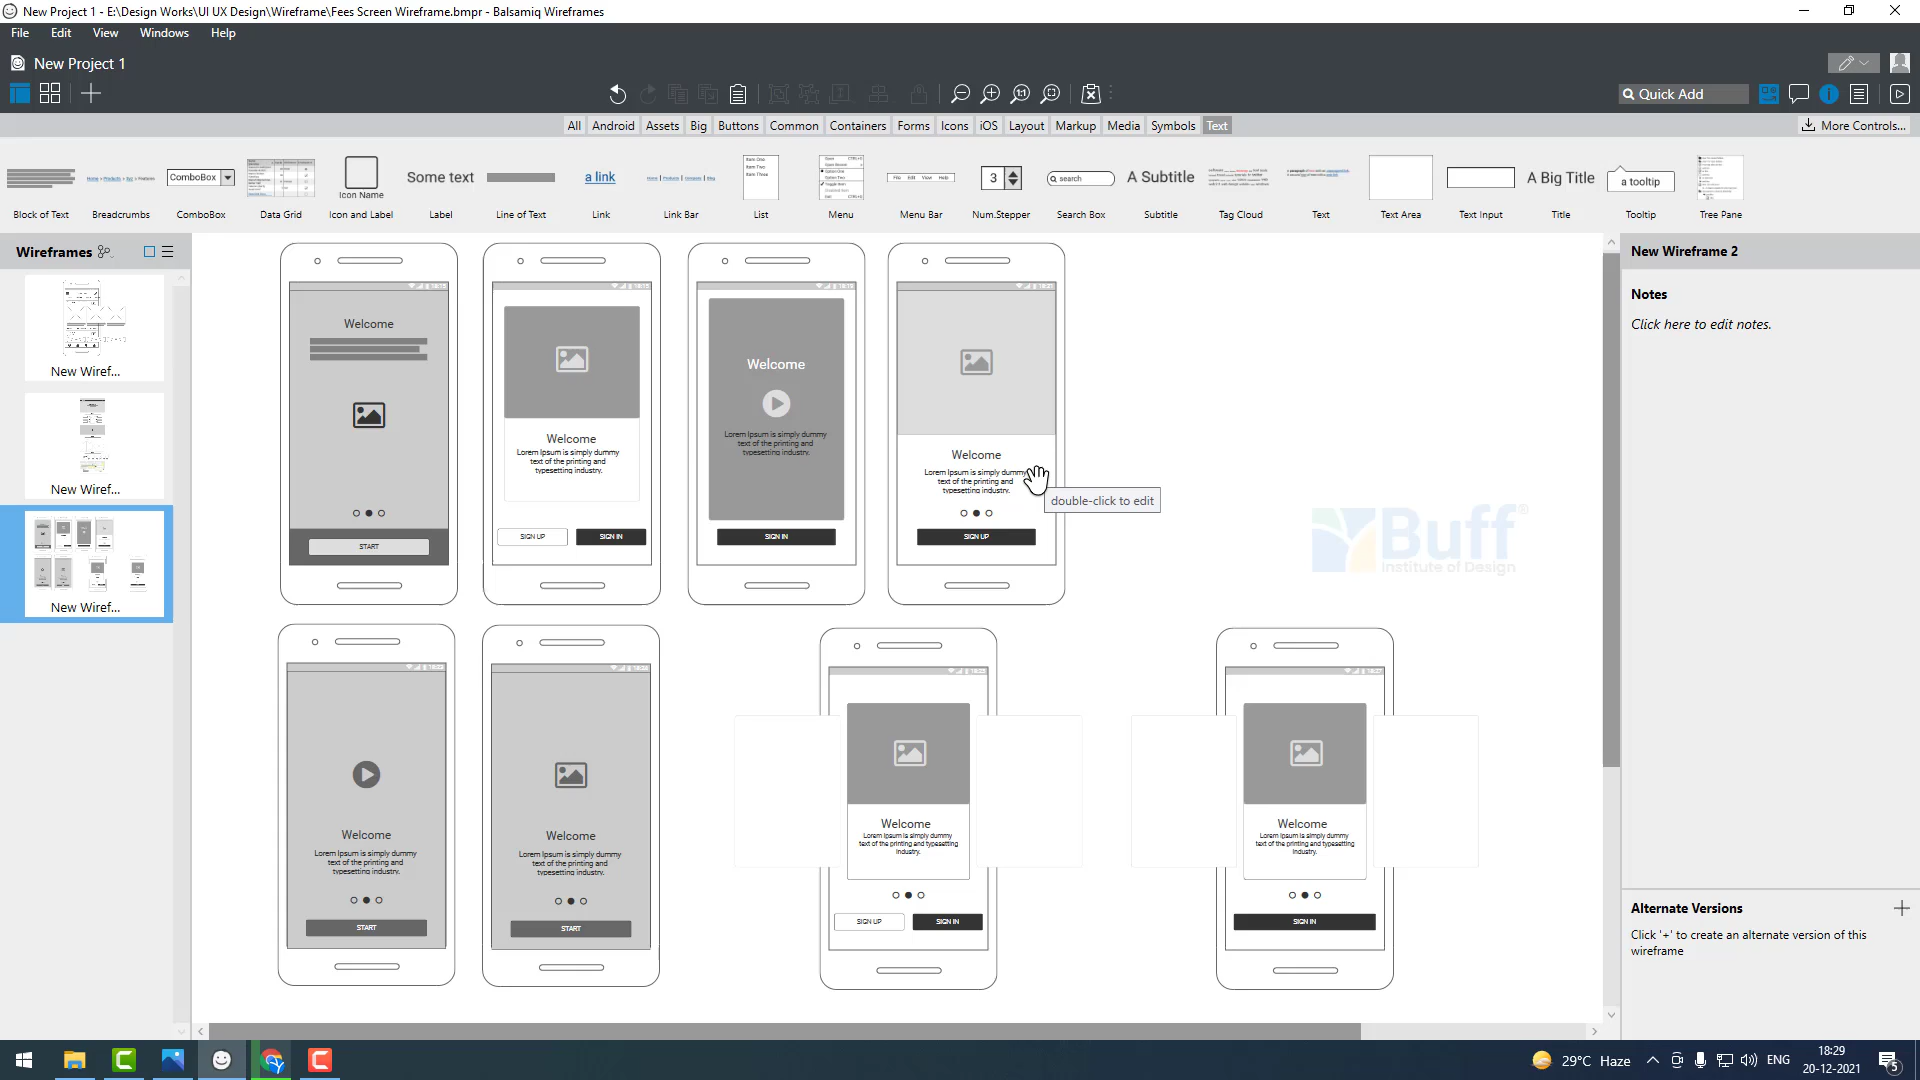 New Project 1 - E:\Design Works\UI UX Design\Wireframe\Fees Screen Wireframe.bmpr - Balsamiq Wireframes
File Edit View Windows Help
New Project 1
Quick Add
All Android Assets Big Buttons Common Containers Forms Icons iOS Layout Markup Media Symbols Text
More Controls...
ComboBox
Icon Name
Some text
a link
Item One
Item Two
Item Three
3
search
A Subtitle
A Big Title
a tooltip
Block of Text Breadcrumbs ComboBox Data Grid Icon and Label Label Line of Text Link Link Bar List Menu Menu Bar Num.Stepper Search Box Subtitle Tag Cloud Text Text Area Text Input Title Tooltip Tree Pane
Wireframes
New Wiref...
New Wiref...
New Wiref...
Welcome
START
Welcome
Lorem Ipsum is simply dummy
text of the printing and
typesetting industry.
SIGN UP
SIGN IN
Welcome
Lorem Ipsum is simply dummy
text of the printing and
typesetting industry.
SIGN IN
Welcome
Lorem Ipsum is simply dummy
text of the printing and
typesetting industry.
SIGN UP
double-click to edit
Buff®
Institute of Design
Welcome
Lorem Ipsum is simply dummy
text of the printing and
typesetting industry.
START
Welcome
Lorem Ipsum is simply dummy
text of the printing and
typesetting industry.
START
Welcome
Lorem Ipsum is simply dummy
text of the printing and typesetting
industry.
SIGN UP
SIGN IN
Welcome
Lorem Ipsum is simply dummy
text of the printing and typesetting
industry.
SIGN IN
New Wireframe 2
Notes
Click here to edit notes.
Alternate Versions
Click '+' to create an alternate version of this
wireframe
29°C Haze
ENG
18:29
20-12-2021
5